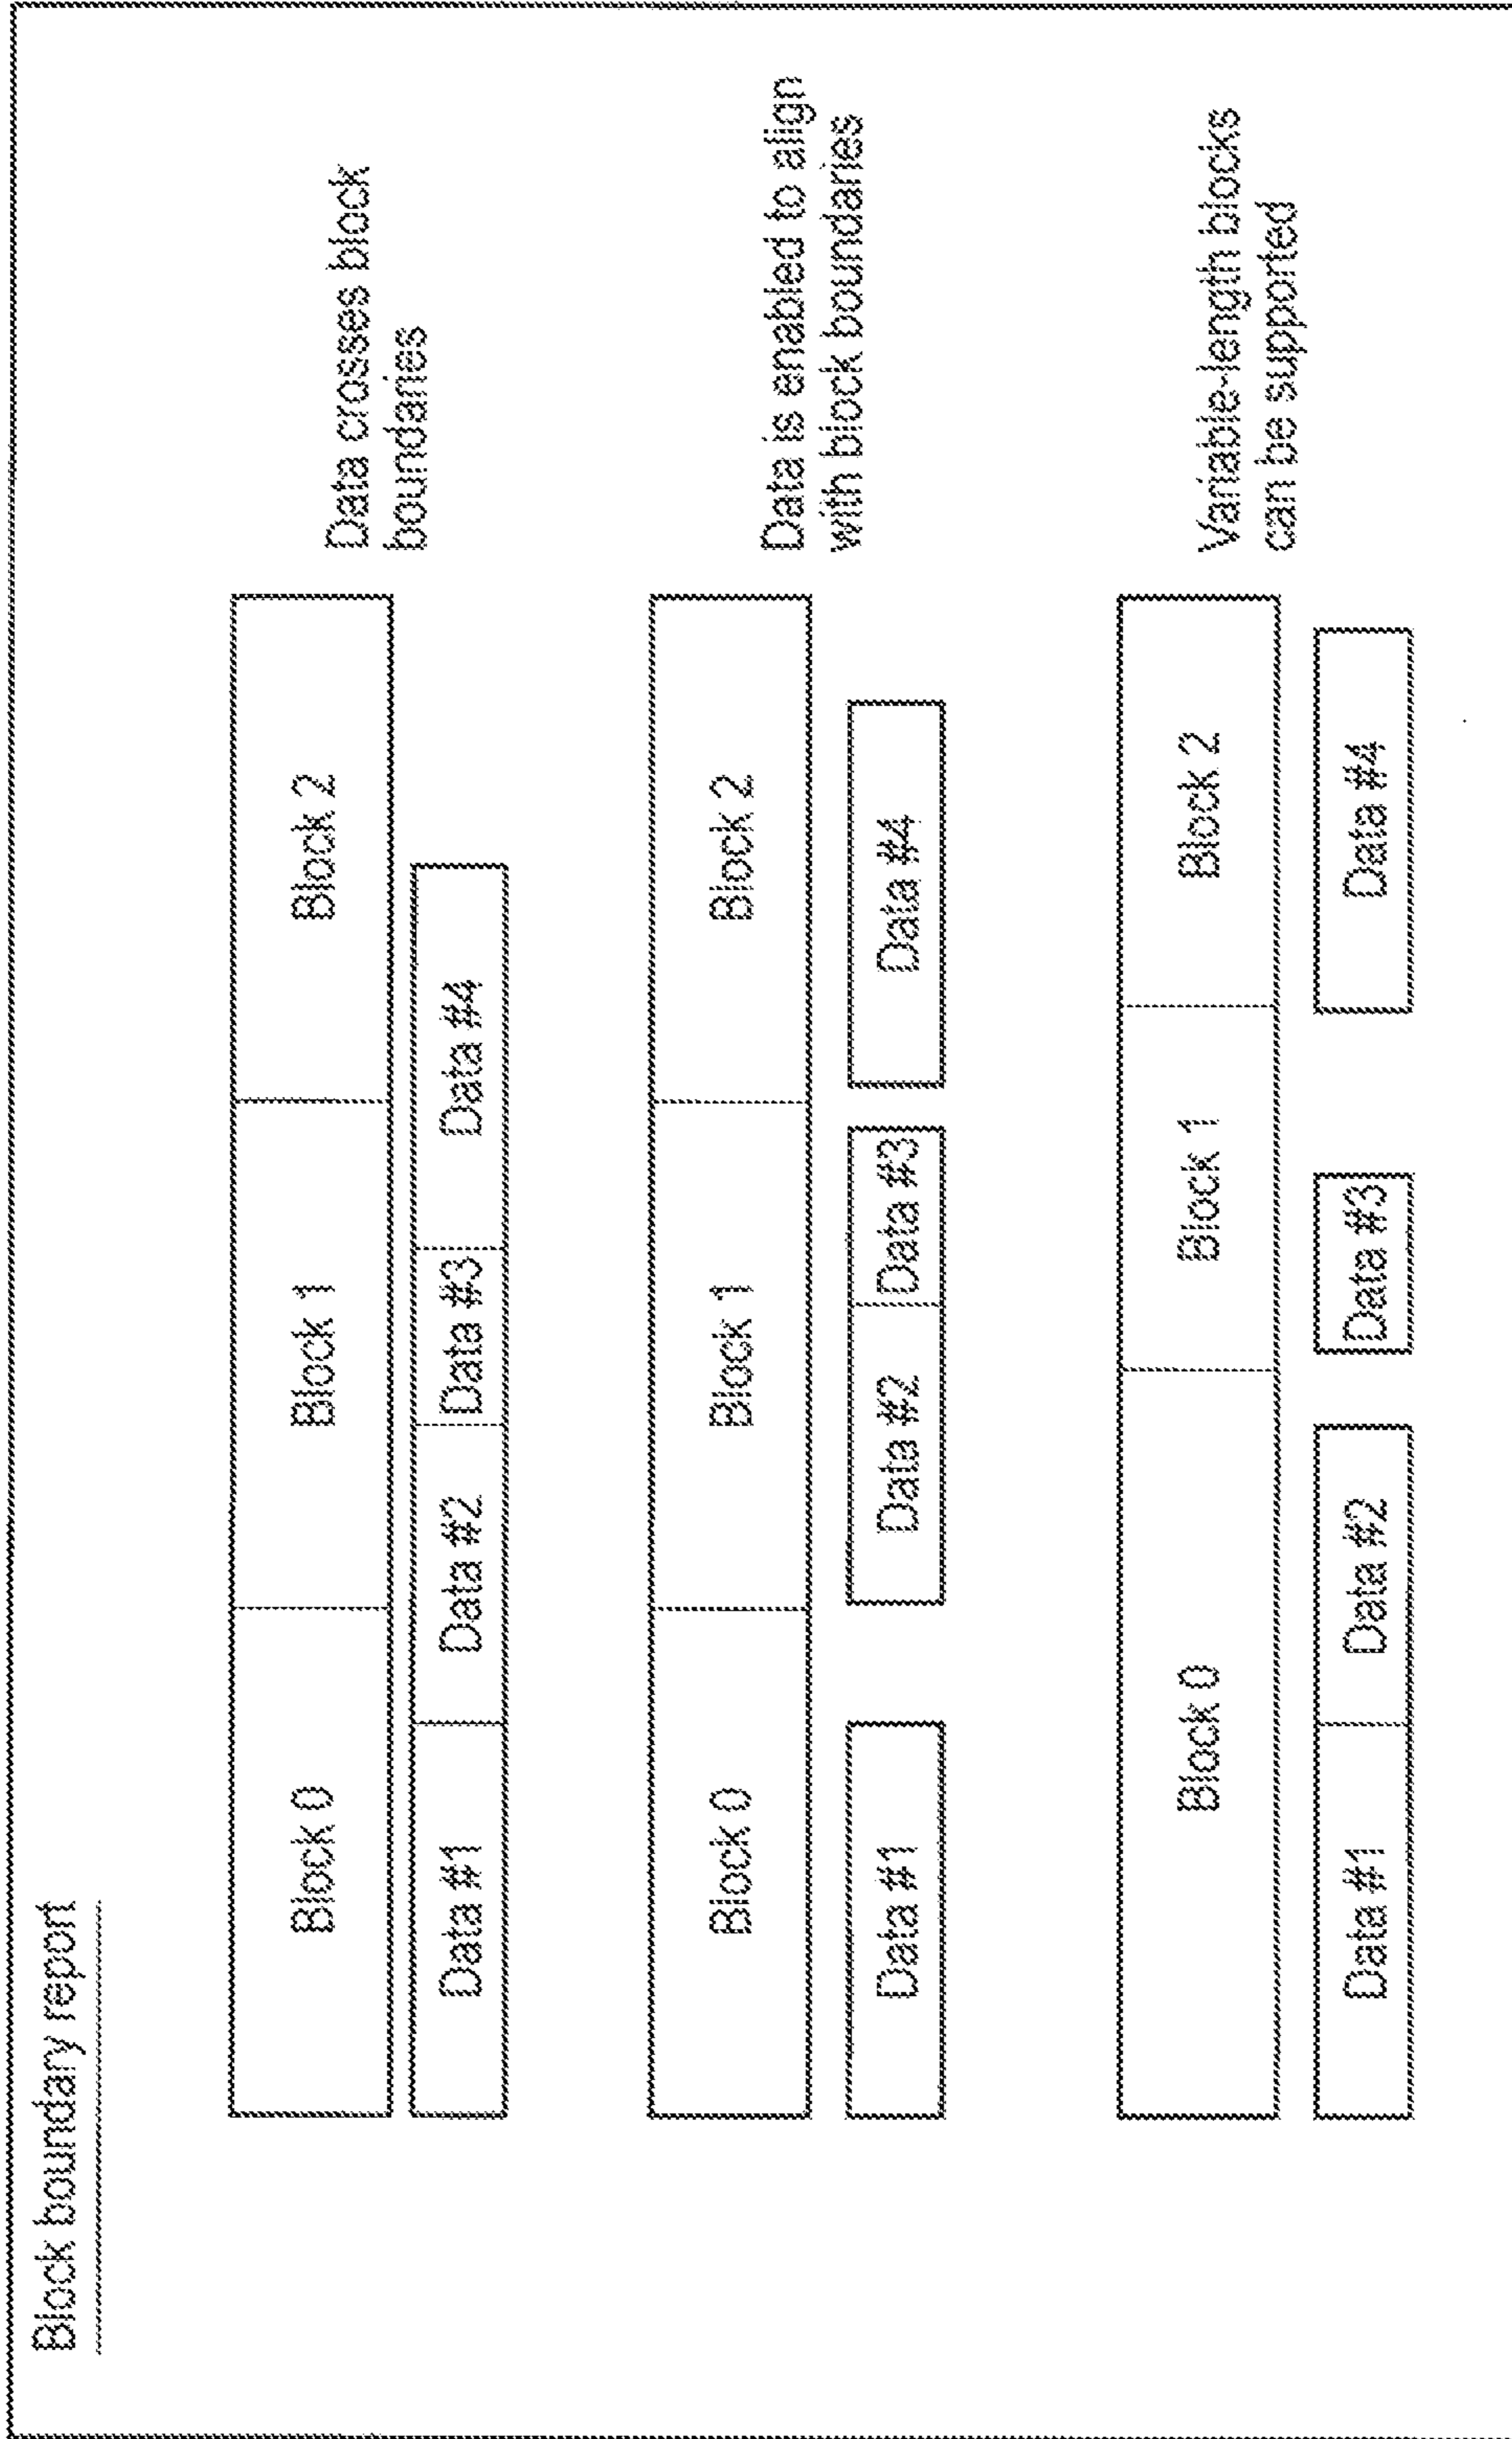 Block boundary report
Block 0
Block 1
Block 2
Data #1
Data #2
Data #3
Data #4
Data crosses block
boundaries
Block 0
Block 1
Block 2
Data #1
Data #2
Data #3
Data #4
Data is enabled to align
with block boundaries
Block 0
Block 1
Block 2
Data #1
Data #2
Data #3
Data #4
Variable-length blocks
can be supported